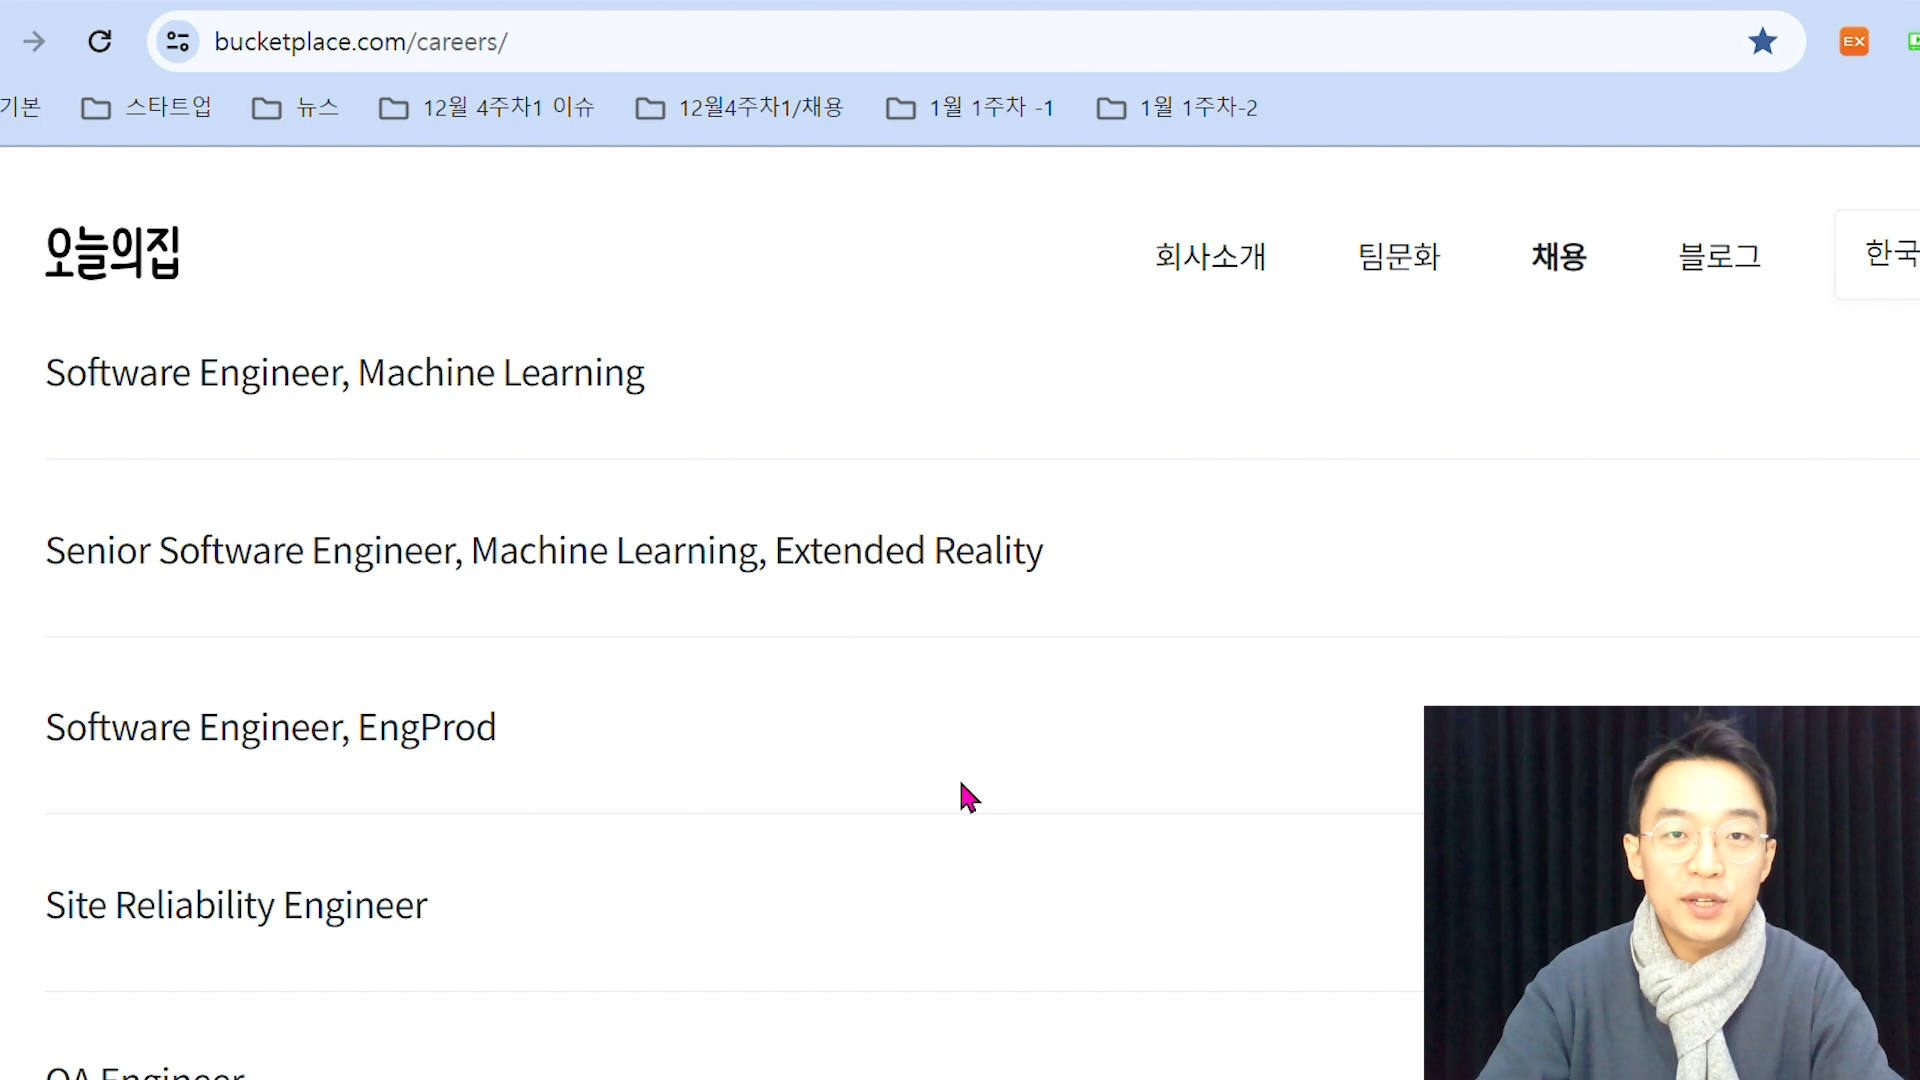 bucketplace.com/careers/
EX
기본 스타트업 뉴스 12월 4주차1 이슈 12월4주차1/채용 1월 1주차 -1 1월 1주차-2
오늘의집 회사소개 팀문화 채용 블로그 한국
Software Engineer, Machine Learning
Senior Software Engineer, Machine Learning, Extended Reality
Software Engineer, EngProd
Site Reliability Engineer
QA Engineer